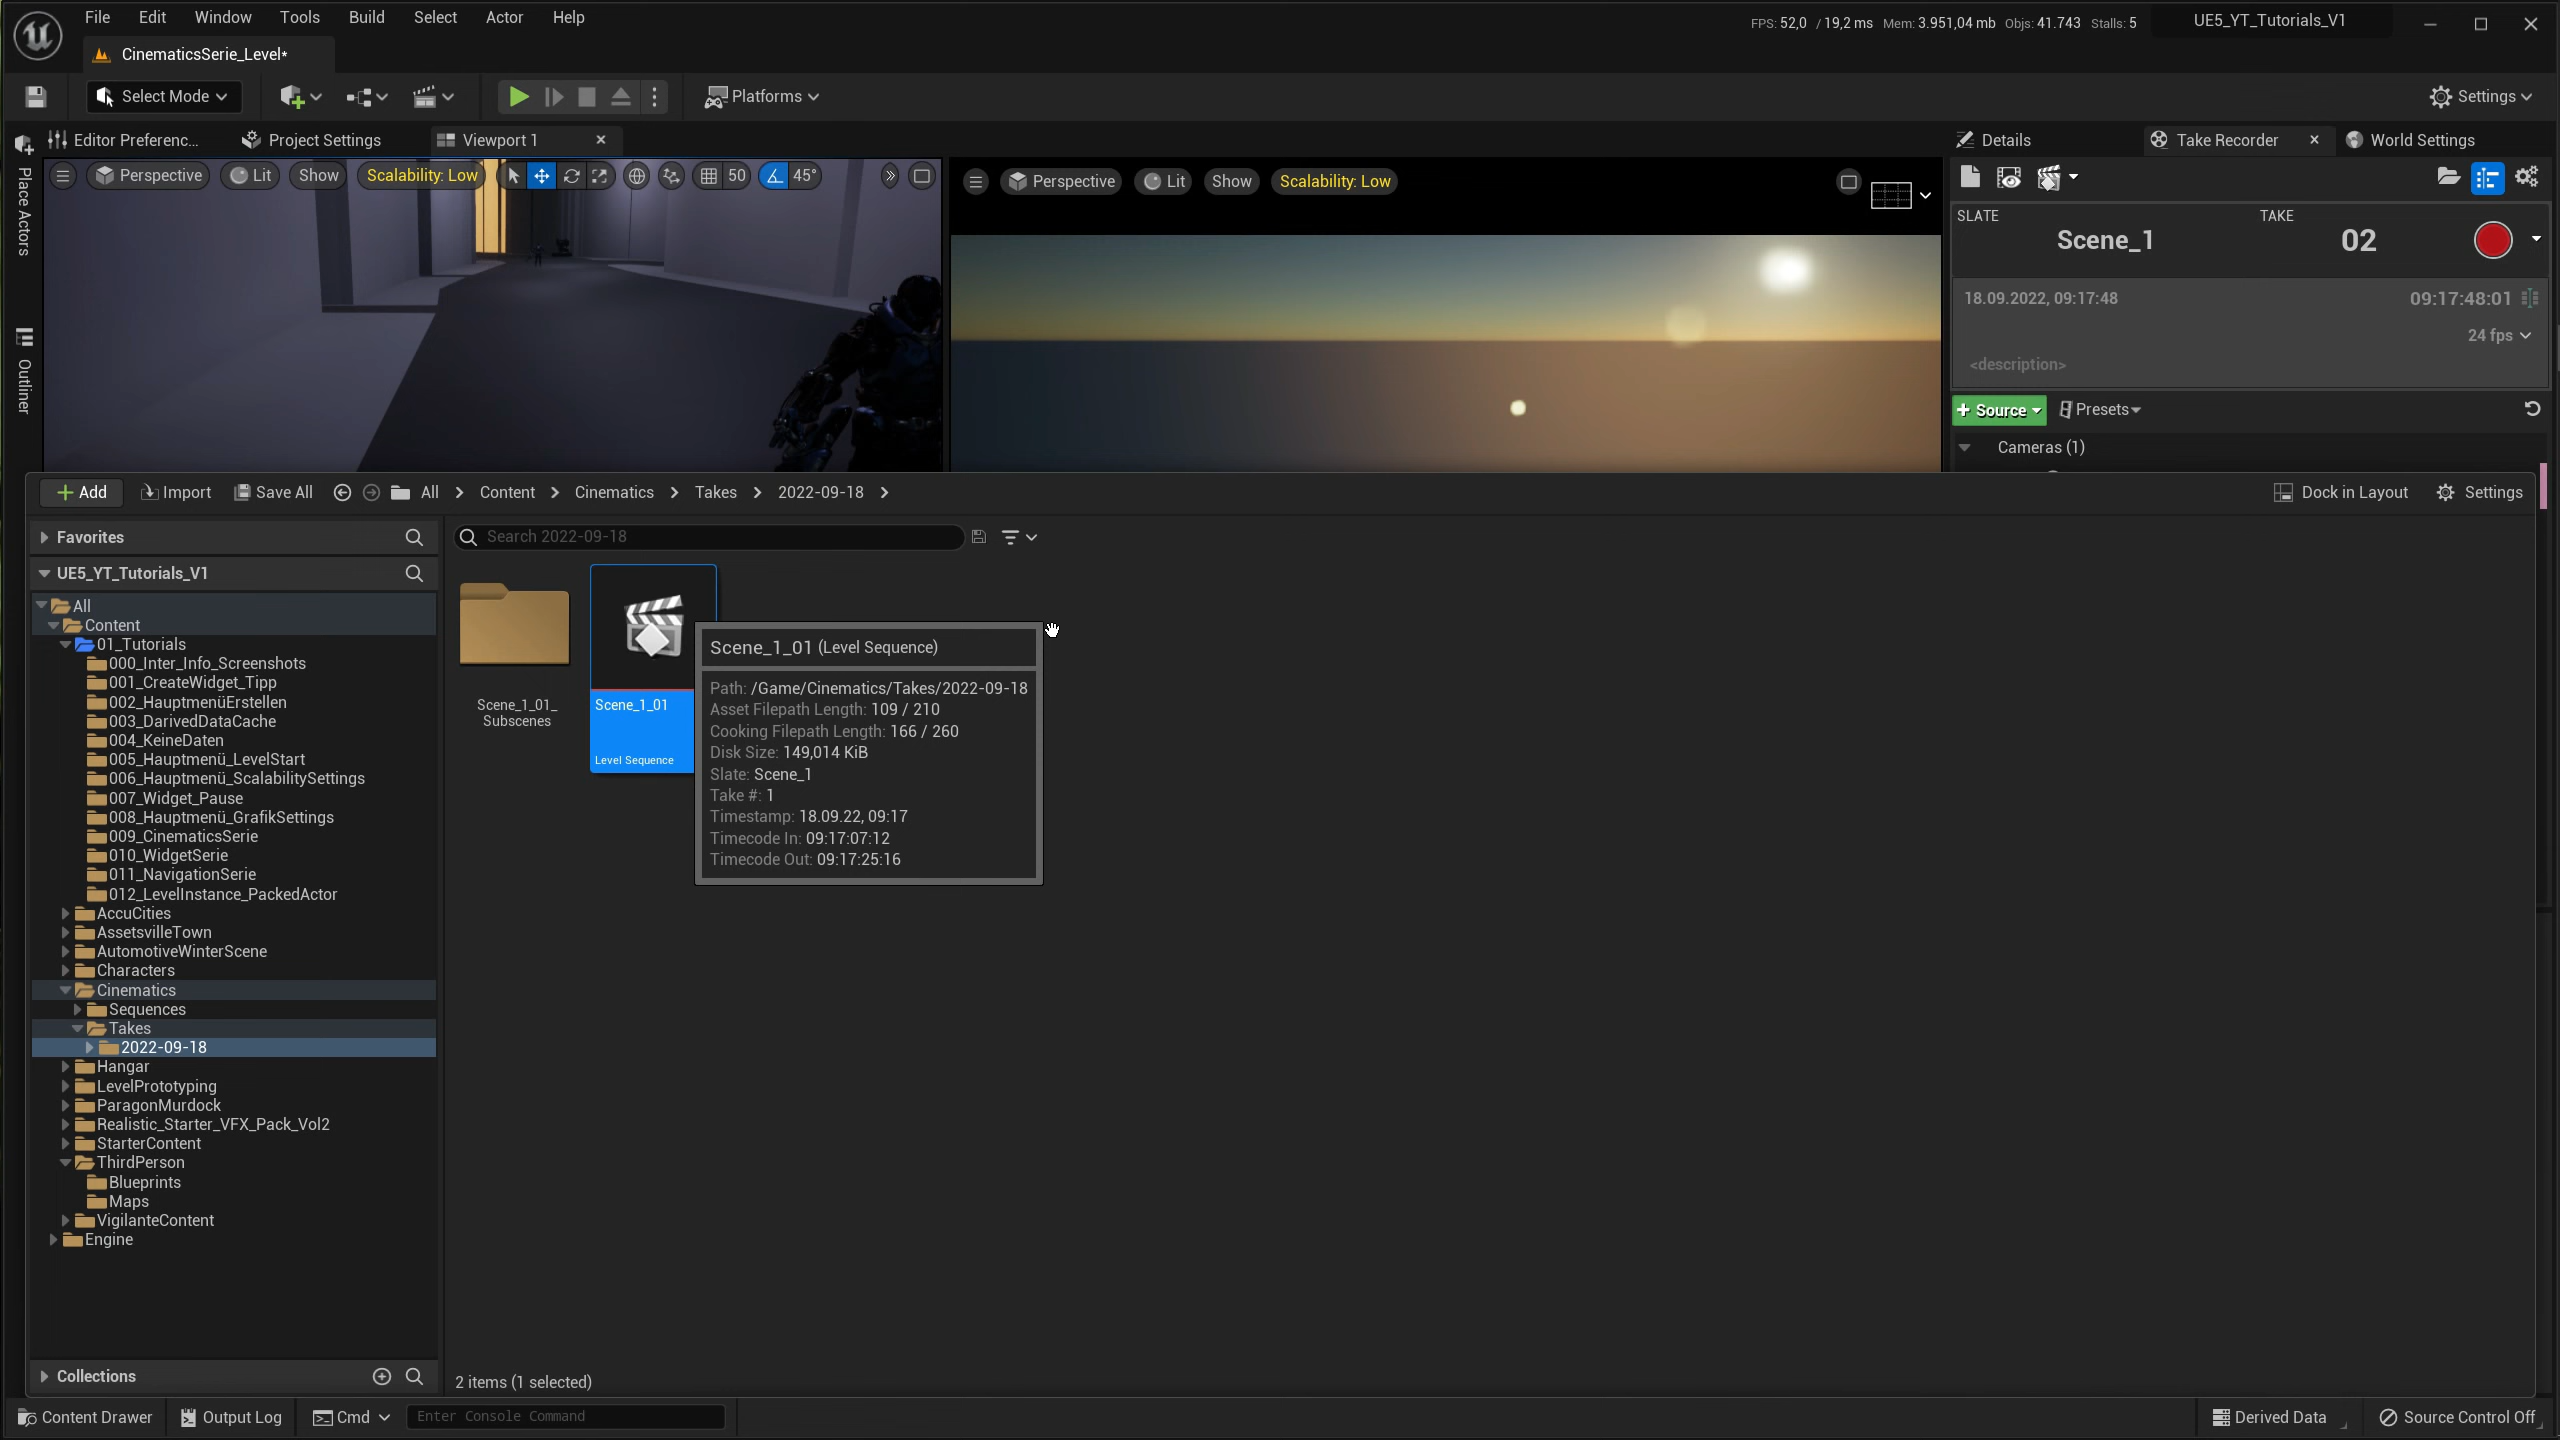 File Edit Window Tools Build Select Actor Help
FPS: 52,0 / 19,2 ms Mem: 3.951,04 mb Objs: 41.743 Stalls: 5 UE5_YT_Tutorials_V1
CinematicsSerie_Level*
Select Mode Platforms Settings
Editor Preferenc... Project Settings Viewport 1 Details Take Recorder World Settings
Place Actors
Outliner
Perspective Lit Show Scalability: Low 50 45°
Perspective Lit Show Scalability: Low
SLATE TAKE
Scene_1 02
18.09.2022, 09:17:48 09:17:48:01
24 fps
<description>
+ Source Presets
Cameras (1)
+ Add Import Save All All > Content > Cinematics > Takes > 2022-09-18 > Dock in Layout Settings
Favorites
Search 2022-09-18
UE5_YT_Tutorials_V1
All
Content
01_Tutorials
000_Inter_Info_Screenshots
001_CreateWidget_Tipp
002_HauptmenüErstellen
003_DarivedDataCache
004_KeineDaten
005_Hauptmenü_LevelStart
006_Hauptmenü_ScalabilitySettings
007_Widget_Pause
008_Hauptmenü_GrafikSettings
009_CinematicsSerie
010_WidgetSerie
011_NavigationSerie
012_LevelInstance_PackedActor
AccuCities
AssetsvilleTown
AutomotiveWinterScene
Characters
Cinematics
Sequences
Takes
2022-09-18
Hangar
LevelPrototyping
ParagonMurdock
Realistic_Starter_VFX_Pack_Vol2
StarterContent
ThirdPerson
Blueprints
Maps
VigilanteContent
Engine
Collections
Scene_1_01_
Subscenes
Scene_1_01
Level Sequence
Scene_1_01 (Level Sequence)
Path: /Game/Cinematics/Takes/2022-09-18
Asset Filepath Length: 109 / 210
Cooking Filepath Length: 166 / 260
Disk Size: 149,014 KiB
Slate: Scene_1
Take #: 1
Timestamp: 18.09.22, 09:17
Timecode In: 09:17:07:12
Timecode Out: 09:17:25:16
2 items (1 selected)
Content Drawer Output Log Cmd Enter Console Command Derived Data Source Control Off